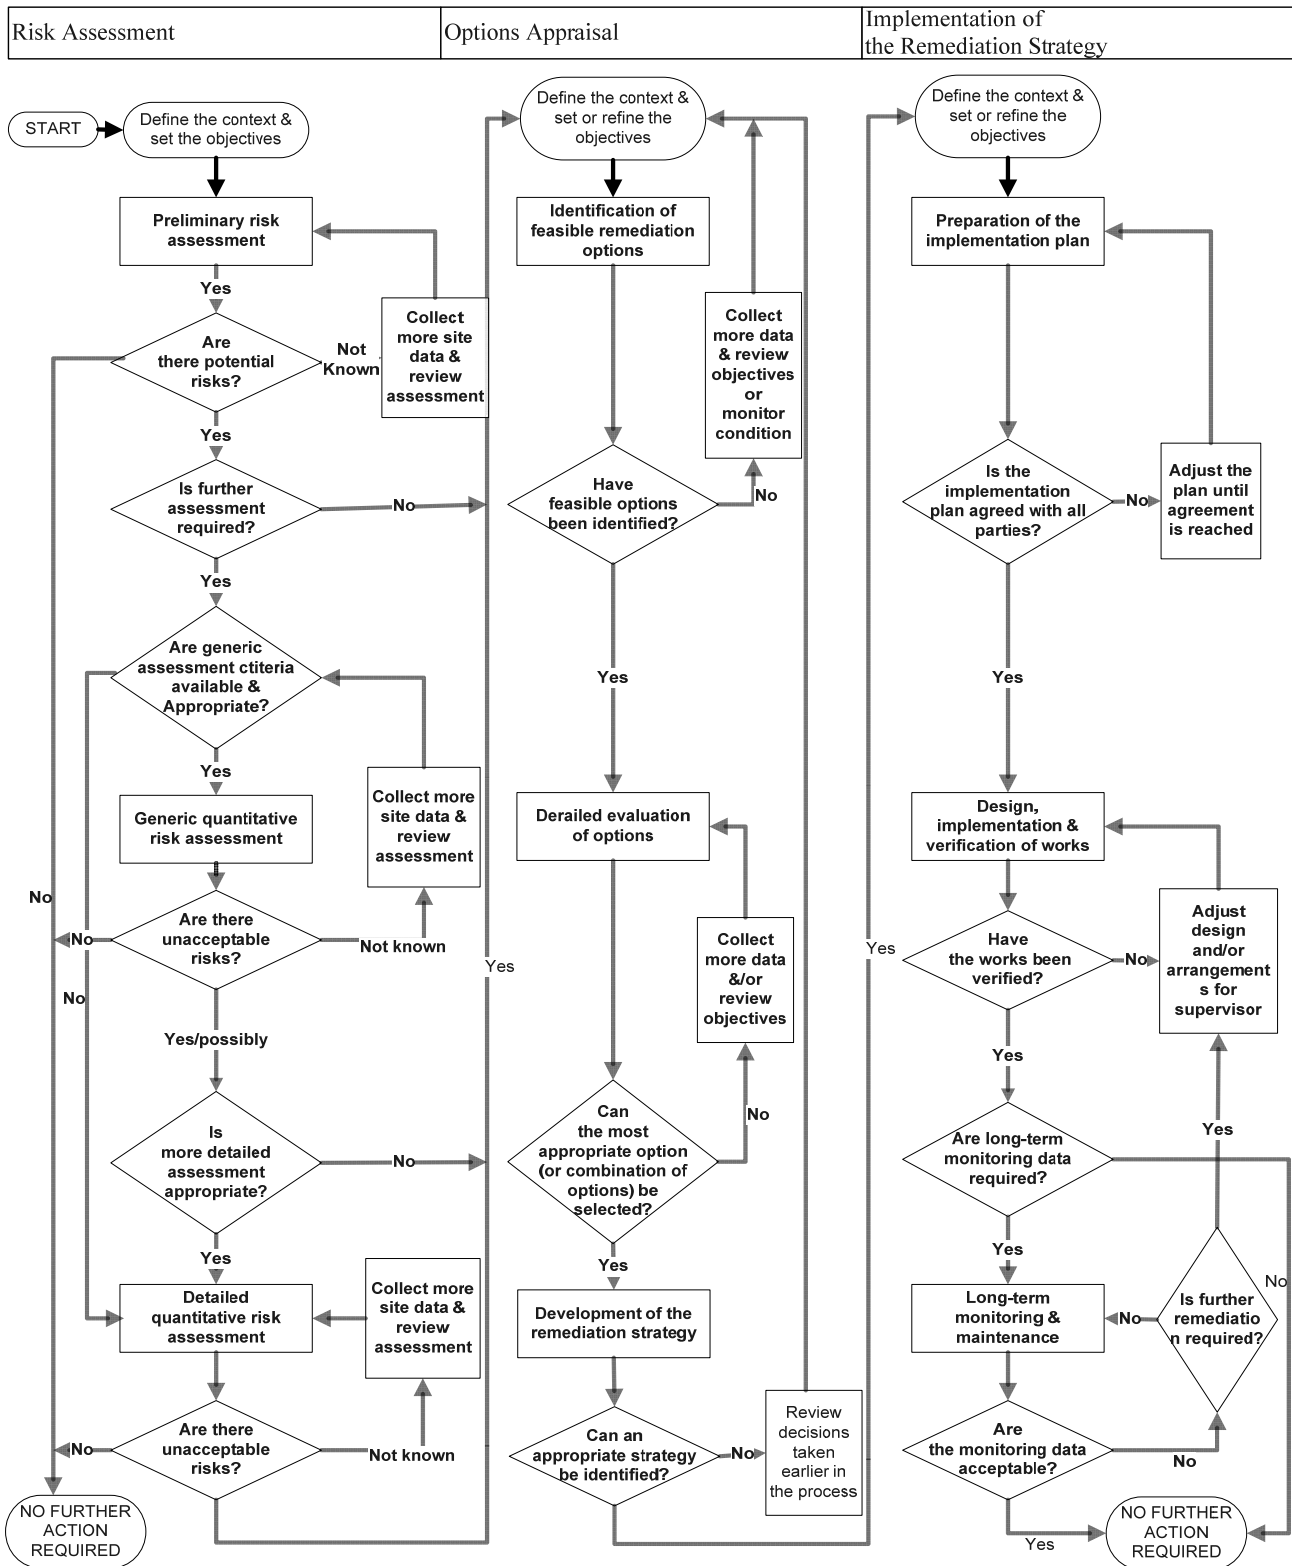 Risk Assessment
Options Appraisal
Implementation of
the Remediation Strategy
START
Define the context &
set the objectives
Preliminary risk
assessment
Yes
Are
there potential
risks?
Not
Known
Collect
more site
data &
review
assessment
Yes
Is further
assessment
required?
No
Yes
Are generic
assessment ctiteria
available &
Appropriate?
Yes
Generic quantitative
risk assessment
Collect more
site data &
review
assessment
No
Are there
unacceptable
risks?
No
Not known
No
Yes/possibly
Is
more detailed
assessment
appropriate?
No
Yes
Detailed
quantitative risk
assessment
Collect more
site data &
review
assessment
Are there
unacceptable
risks?
No
Not known
NO FURTHER
ACTION
REQUIRED
Yes
Define the context &
set or refine the
objectives
Identification of
feasible remediation
options
Collect
more data
& review
objectives
or
monitor
condition
Have
feasible options
been identified?
No
Yes
Derailed evaluation
of options
Collect
more data
&/or
review
objectives
Can
the most
appropriate option
(or combination of
options) be
selected?
No
Yes
Development of the
remediation strategy
Can an
appropriate strategy
be identified?
No
Review
decisions
taken
earlier in
the process
Yes
Define the context &
set or refine the
objectives
Preparation of the
implementation plan
Is the
implementation
plan agreed with all
parties?
No
Adjust the
plan until
agreement
is reached
Yes
Design,
implementation &
verification of works
Have
the works been
verified?
No
Adjust
design
and/or
arrangement
s for
supervisor
Yes
Are long-term
monitoring data
required?
Yes
Yes
No
Long-term
monitoring &
maintenance
No
Is further
remediatio
n required?
Are
the monitoring data
acceptable?
No
Yes
NO FURTHER
ACTION
REQUIRED